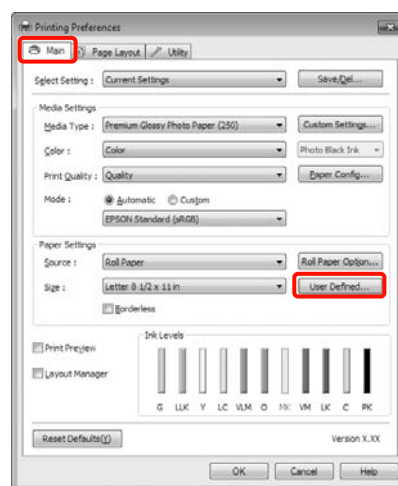 Printing Preferences
Main Page Layout Utility
Select Setting : Current Settings Save/Del...
Media Settings
Media Type : Premium Glossy Photo Paper (250) Custom Settings...
Color : Color Photo Black Ink
Print Quality : Quality Paper Config...
Mode : Automatic Custom
EPSON Standard (sRGB)
Paper Settings
Source : Roll Paper Roll Paper Option...
Size : Letter 8 1/2 x 11 in User Defined...
Borderless
Ink Levels
Print Preview
Layout Manager
G LLK Y LC VLM O MK VM LK C PK
Reset Defaults(Y) Version X.XX
OK Cancel Help